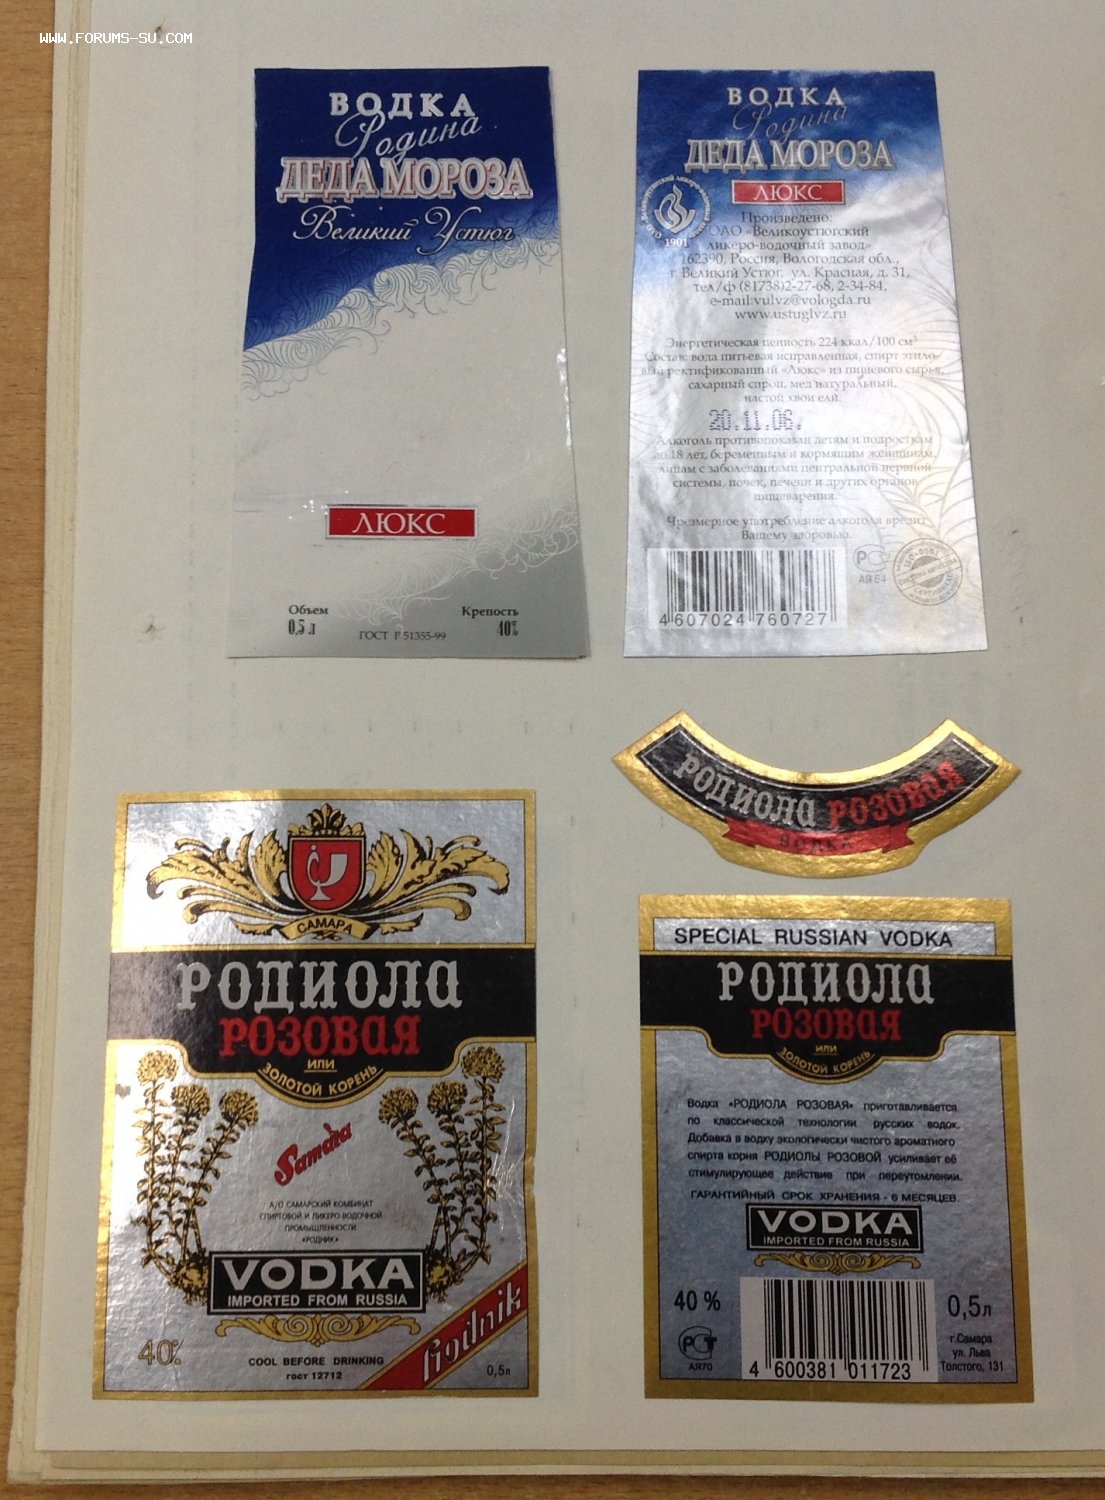 WWW.FORUMS-SU.COM
ВОДКА
Родина
ДЕДА МОРОЗА
Великий Устюг
ЛЮКС
Объем
0,5 л
ГОСТ Р 51355-99
Крепость
40%
ВОДКА
Родина
ДЕДА МОРОЗА
ЛЮКС
1901
Произведено:
ОАО «Великоустюгский
ликеро-водочный завод»
162390, Россия, Вологодская обл.,
г. Великий Устюг, ул. Красная, д. 31,
тел/ф (81738)2-27-68, 2-34-84,
e-mail:vulvz@vologda.ru
www.ustuglvz.ru
Энергетическая ценность 224 ккал/100 см³
Состав: вода питьевая исправленная, спирт этило-
вый ректификованный «Люкс» из пищевого сырья,
сахарный сироп, мед натуральный,
настой хвои ели.
20.11.06.
Алкоголь противопоказан детям и подросткам
до 18 лет, беременным и кормящим женщинам,
лицам с заболеваниями центральной нервной
системы, почек, печени и других органов
пищеварения.
Чрезмерное употребление алкоголя вредит
Вашему здоровью.
АЯ 64
4 607024 760727
РОДИОЛА РОЗОВАЯ
ВОДКА
САМАРА
РОДИОЛА
РОЗОВАЯ
ИЛИ
ЗОЛОТОЙ КОРЕНЬ
Samara
А/О САМАРСКИЙ КОМБИНАТ
СПИРТОВОЙ И ЛИКЕРО-ВОДОЧНОЙ
ПРОМЫШЛЕННОСТИ
«РОДНИК»
VODKA
IMPORTED FROM RUSSIA
40%
COOL BEFORE DRINKING
ГОСТ 12712
Rodnik
0,5л
SPECIAL RUSSIAN VODKA
РОДИОЛА
РОЗОВАЯ
ИЛИ
ЗОЛОТОЙ КОРЕНЬ
Водка «РОДИОЛА РОЗОВАЯ» приготавливается
по классической технологии русских водок.
Добавка в водку экологически чистого ароматного
спирта корня РОДИОЛЫ РОЗОВОЙ усиливает её
стимулирующее действие при переутомлении.
ГАРАНТИЙНЫЙ СРОК ХРАНЕНИЯ - 6 МЕСЯЦЕВ.
VODKA
IMPORTED FROM RUSSIA
40 %
0,5л
АЯ70
4 600381 011723
г.Самара
ул. Льва
Толстого, 131